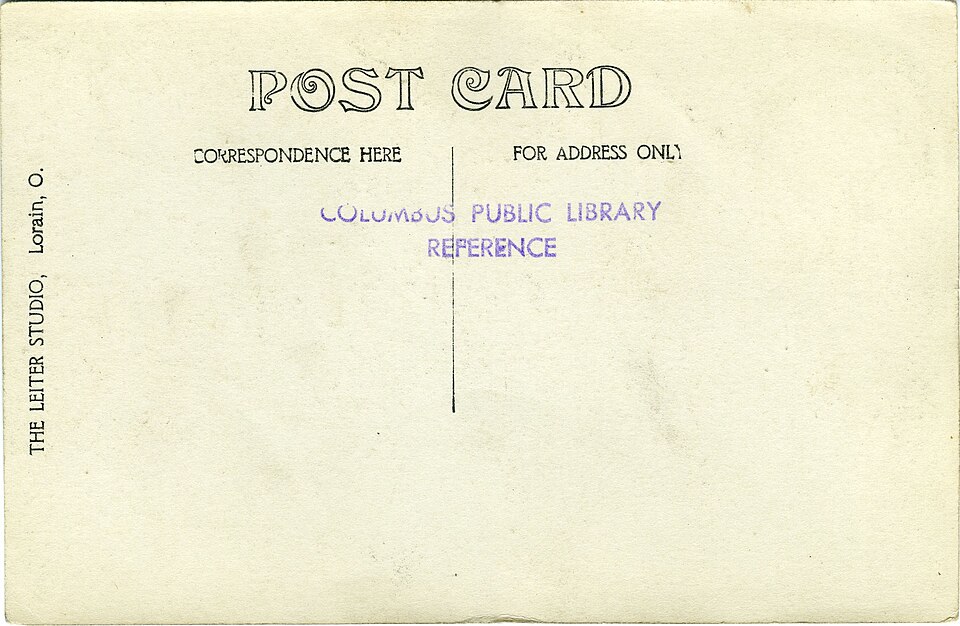 POST CARD
CORRESPONDENCE HERE
FOR ADDRESS ONLY
COLUMBUS PUBLIC LIBRARY
REFERENCE
THE LEITER STUDIO, Lorain, O.